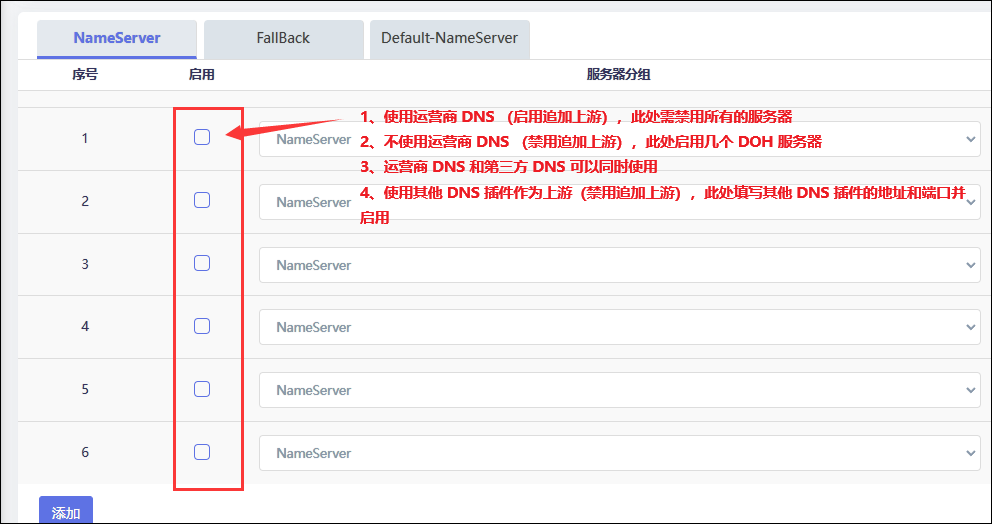 NameServer FallBack Default-NameServer
序号 启用 服务器分组
1、使用运营商 DNS （启用追加上游），此处需禁用所有的服务器
1 NameServer
2、不使用运营商 DNS （禁用追加上游），此处启用几个 DOH 服务器
3、运营商 DNS 和第三方 DNS 可以同时使用
4、使用其他 DNS 插件作为上游（禁用追加上游），此处填写其他 DNS 插件的地址和端口并
2 NameServer
启用
3 NameServer
4 NameServer
5 NameServer
6 NameServer
添加